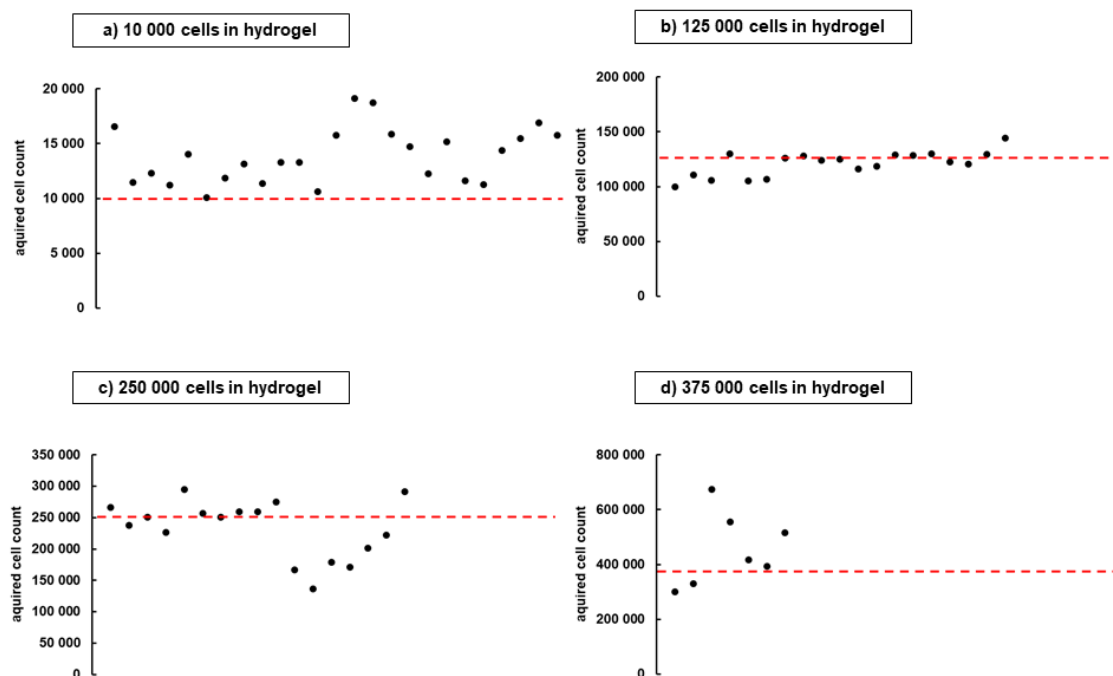 a) 10 000 cells in hydrogel
aquired cell count
20 000
15 000
10 000
5 000
0
b) 125 000 cells in hydrogel
aquired cell count
200 000
150 000
100 000
50 000
0
c) 250 000 cells in hydrogel
aquired cell count
350 000
300 000
250 000
200 000
150 000
100 000
50 000
0
d) 375 000 cells in hydrogel
aquired cell count
800 000
600 000
400 000
200 000
0